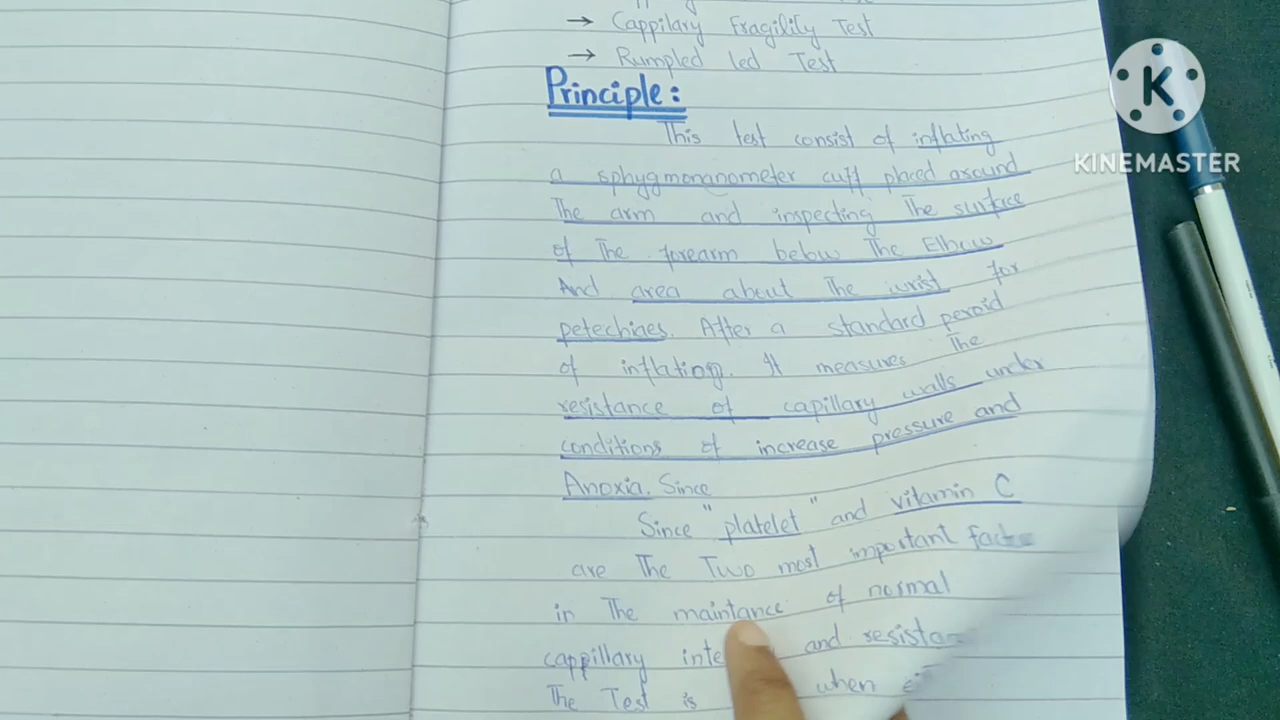 → Cappilary Fragility Test
→ Rumpled led Test
Principle:
This test consist of inflating
a sphygmonanometer cuff placed around
The arm and inspecting The surface
of The forearm below The Elbow
And area about The wrist for
petechiaes. After a standard peroid
of inflating. It measures The
resistance of capillary walls under
conditions of increase pressure and
Anoxia. Since
Since "platelet" and vitamin C
are The Two most important
in The maintance of normal
cappillary and
The Test is when
K
KINEMASTER